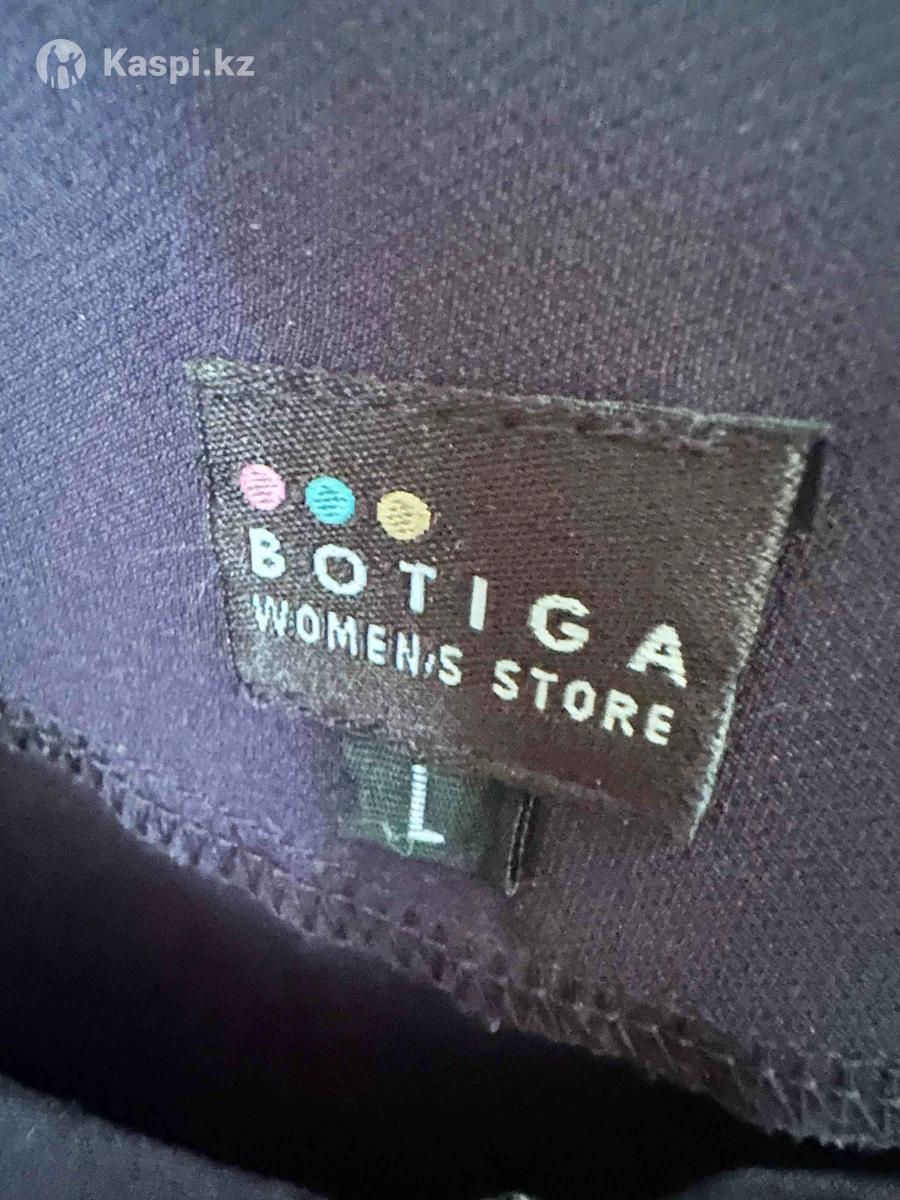 Kaspi.kz
BOTIGA
WOMEN'S STORE
L